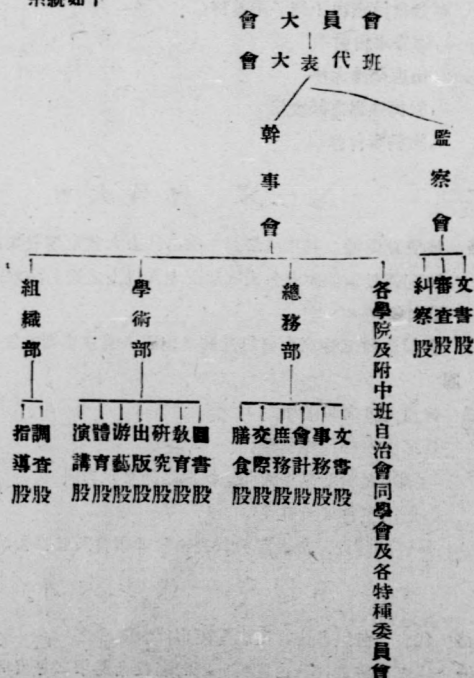 系統如下
會員大會
班代表大會
監察會
文書股
審查股
糾察股
幹事會
各學院及附中班自治會同學會及各特種委員會
總務部
文書股
事務股
會計股
庶務股
交際股
膳食股
學術部
圖書股
教育股
研究股
出版股
游藝股
體育股
演講股
組織部
調查股
指導股